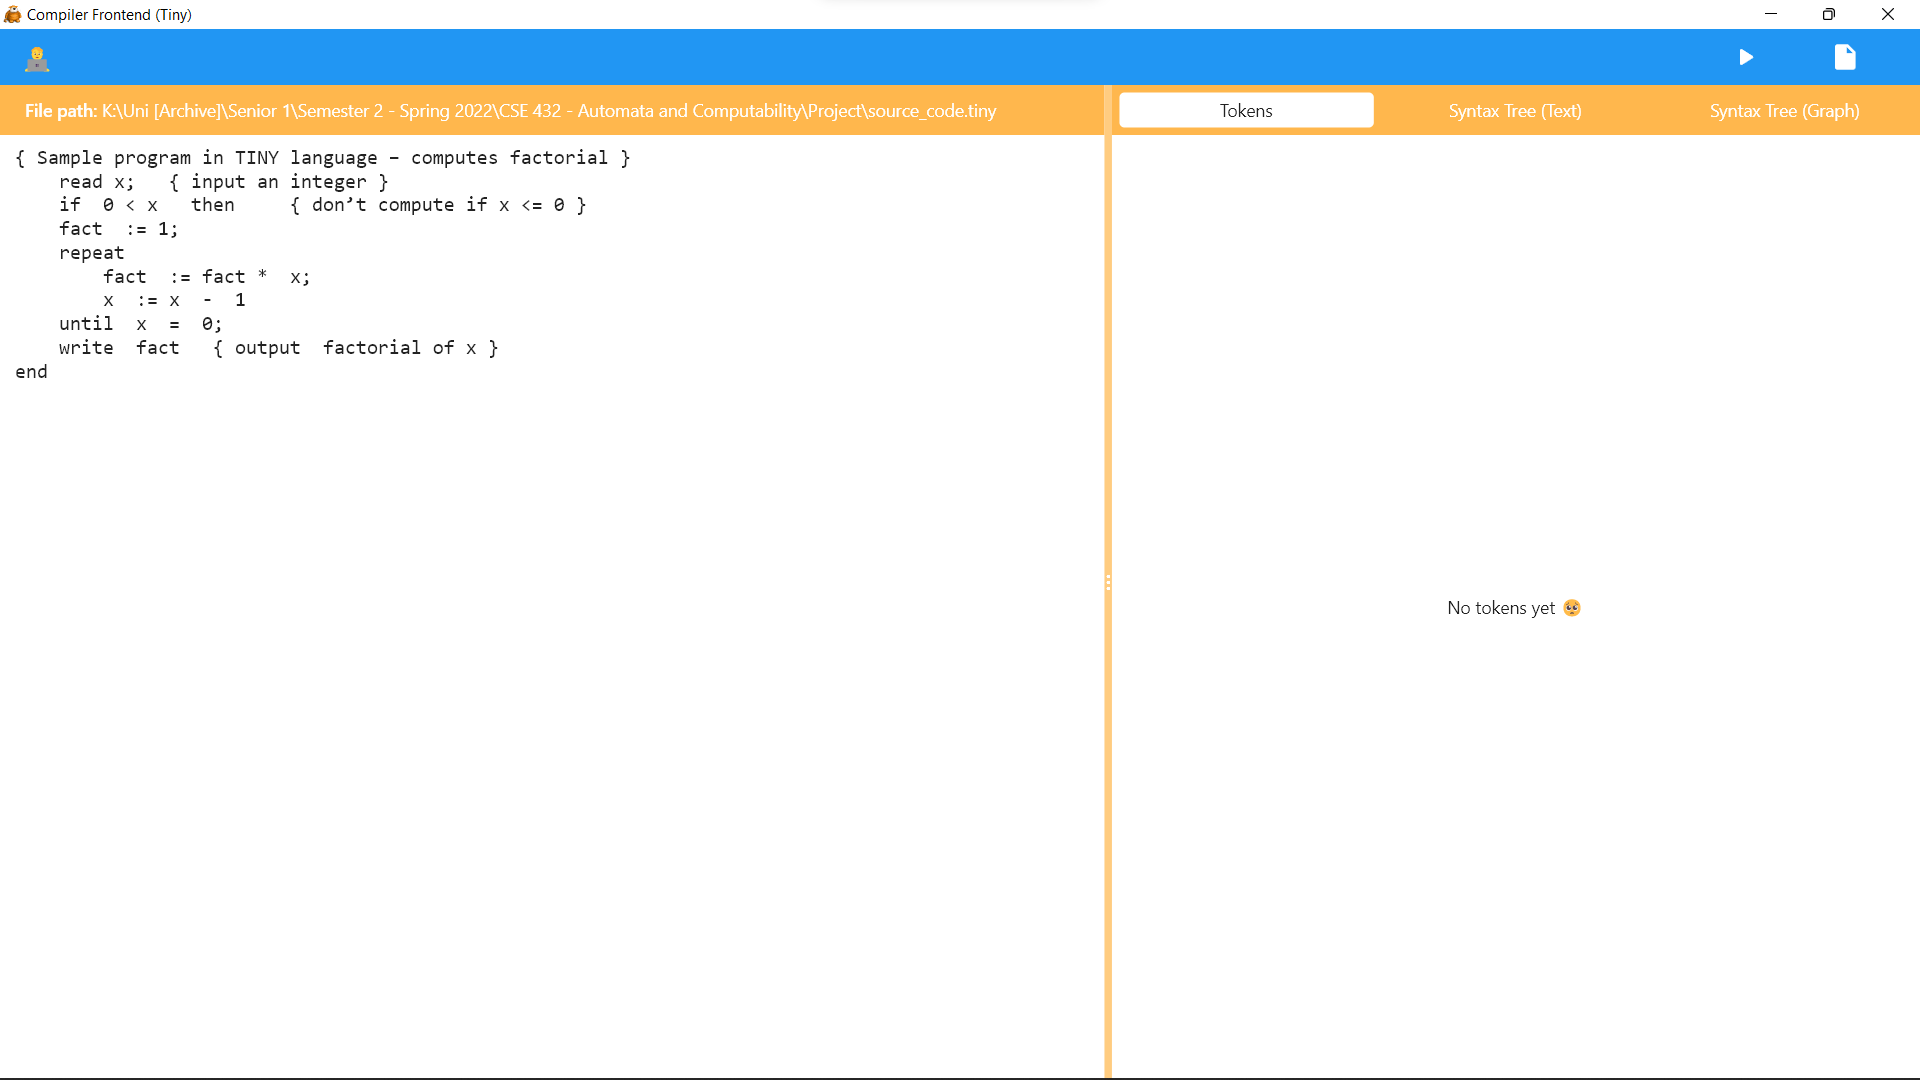 Compiler Frontend (Tiny)
File path: K:\Uni [Archive]\Senior 1\Semester 2 - Spring 2022\CSE 432 - Automata and Computability\Project\source_code.tiny
Tokens
Syntax Tree (Text)
Syntax Tree (Graph)
{ Sample program in TINY language – computes factorial }
    read x;   { input an integer }
    if  0 < x   then     { don’t compute if x <= 0 }
    fact  := 1;
    repeat
        fact  := fact *  x;
        x  := x  -  1
    until  x  =  0;
    write  fact   { output  factorial of x }
end
No tokens yet 🥺